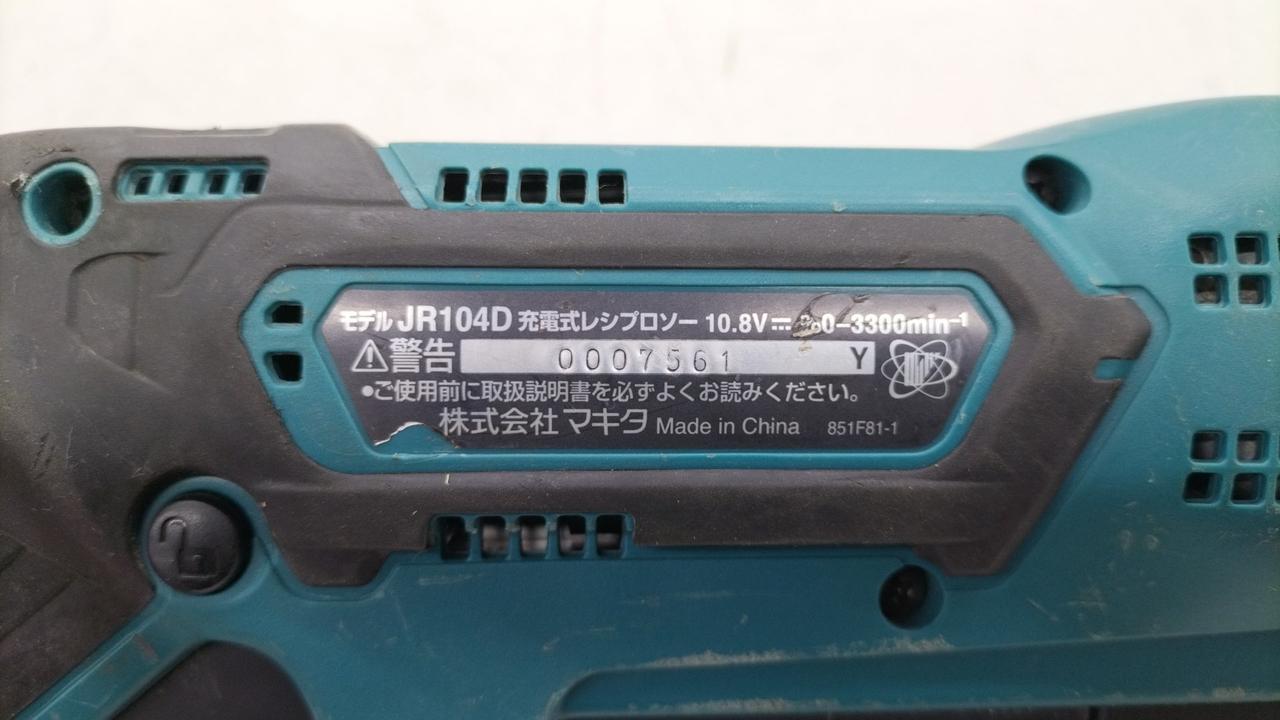 モデル JR104D 充電式レシプロソー 10.8V⎓ 0–3300min⁻¹
⚠警告 0007561 Y
●ご使用前に取扱説明書を必ずよくお読みください。
株式会社マキタ Made in China 851F81-1